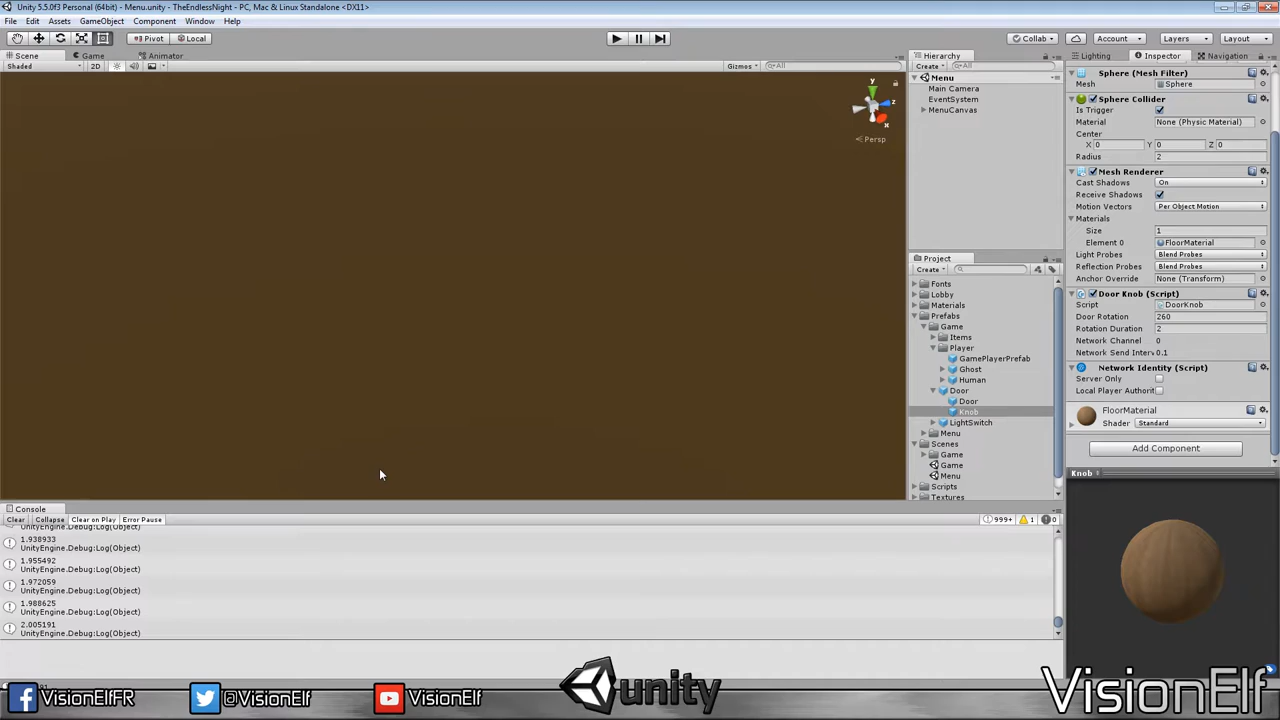 Unity 5.5.0f3 Personal (64bit) - Menu.unity - TheEndlessNight - PC, Mac & Linux Standalone <DX11>
File Edit Assets GameObject Component Window Help
Pivot Local Collab Account Layers Layout
Scene Game Animator
Shaded 2D Gizmos All
y
z
x
Persp
Hierarchy
Create All
Menu
Main Camera
EventSystem
MenuCanvas
Project
Create
Fonts
Lobby
Materials
Prefabs
Game
Items
Player
GamePlayerPrefab
Ghost
Human
Door
Door
Knob
LightSwitch
Menu
Scenes
Game
Game
Menu
Scripts
Textures
Lighting Inspector Navigation
Sphere (Mesh Filter)
Mesh Sphere
Sphere Collider
Is Trigger
Material None (Physic Material)
Center
X 0 Y 0 Z 0
Radius 2
Mesh Renderer
Cast Shadows On
Receive Shadows
Motion Vectors Per Object Motion
Materials
Size 1
Element 0 FloorMaterial
Light Probes Blend Probes
Reflection Probes Blend Probes
Anchor Override None (Transform)
Door Knob (Script)
Script DoorKnob
Door Rotation 260
Rotation Duration 2
Network Channel 0
Network Send Interv 0.1
Network Identity (Script)
Server Only
Local Player Authorit
FloorMaterial
Shader Standard
Add Component
Knob
Console
Clear Collapse Clear on Play Error Pause 999+ 1 0
UnityEngine.Debug:Log(Object)
1.938933
UnityEngine.Debug:Log(Object)
1.955492
UnityEngine.Debug:Log(Object)
1.972059
UnityEngine.Debug:Log(Object)
1.988625
UnityEngine.Debug:Log(Object)
2.005191
UnityEngine.Debug:Log(Object)
VisionElfFR @VisionElf VisionElf unity VisionElf